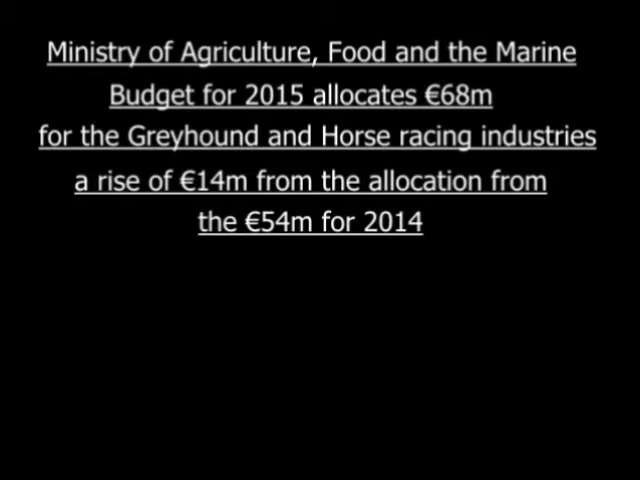 Ministry of Agriculture, Food and the Marine
Budget for 2015 allocates €68m
for the Greyhound and Horse racing industries
a rise of €14m from the allocation from
the €54m for 2014